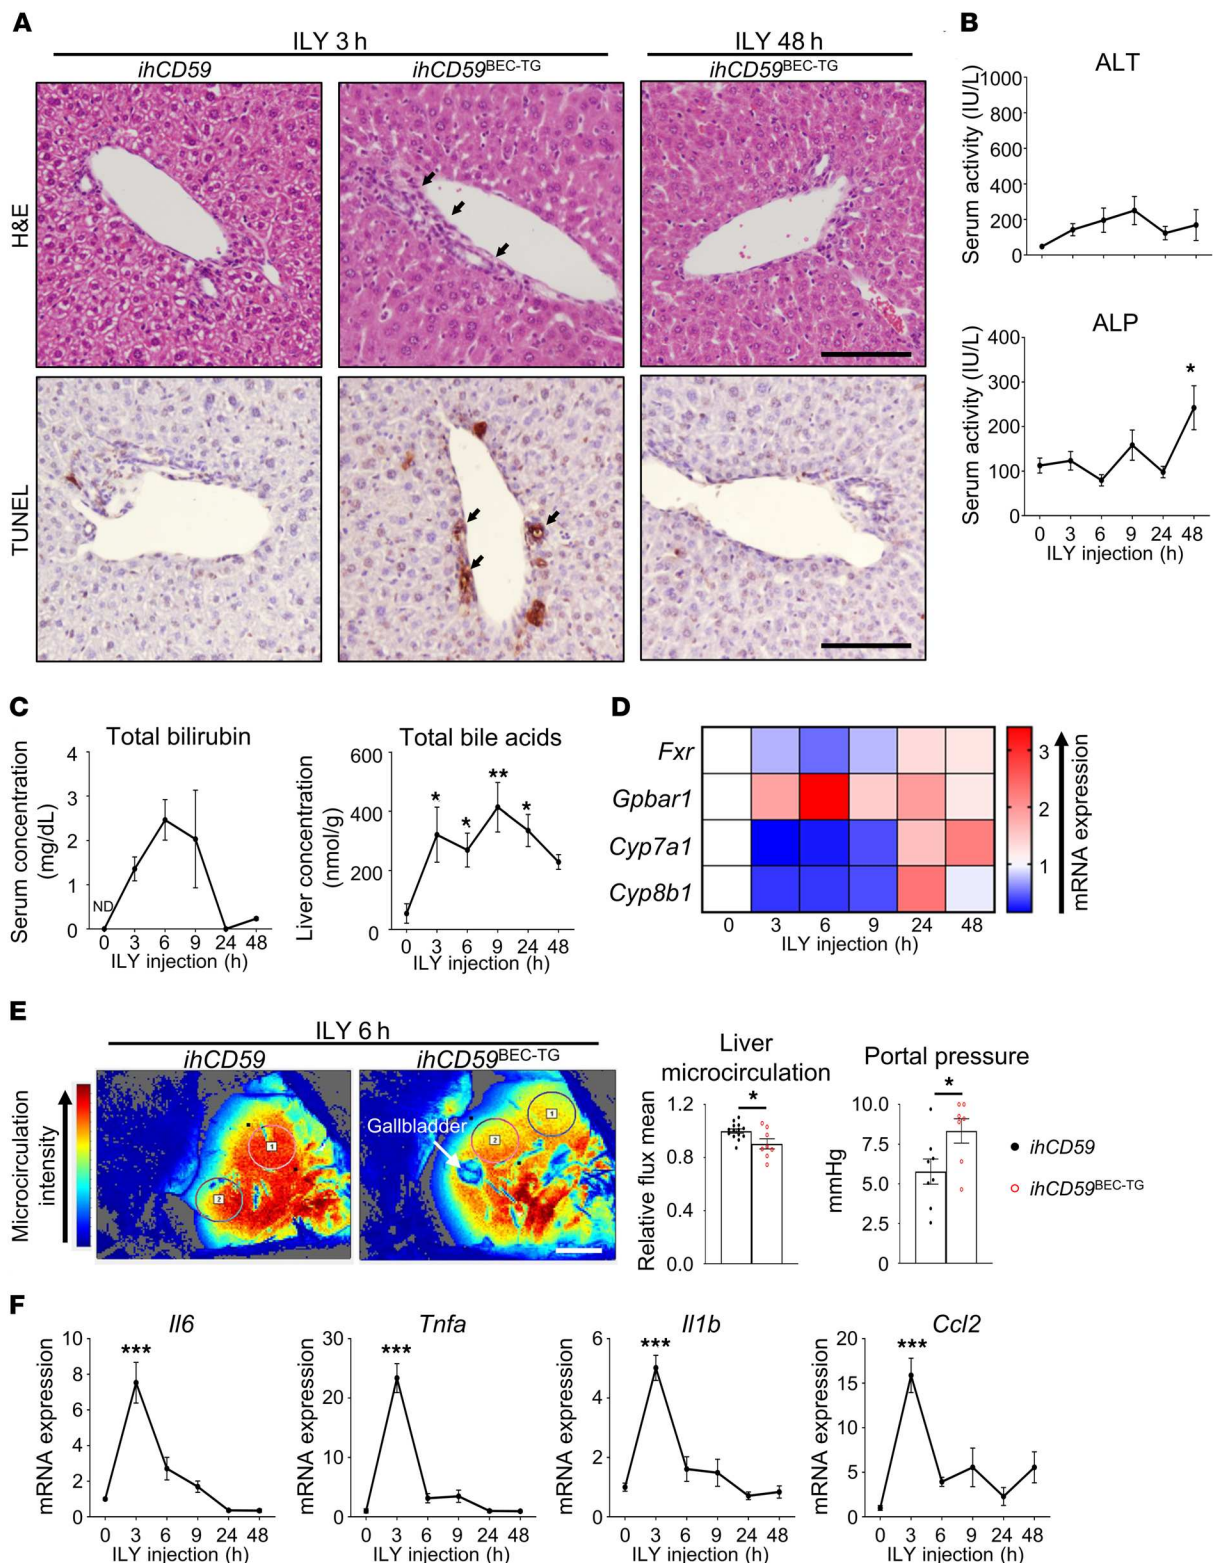 A
ILY 3 h
ILY 48 h
ihCD59
ihCD59BEC-TG
ihCD59BEC-TG
H&E
TUNEL
B
ALT
Serum activity (IU/L)
1000
800
600
400
200
0
ALP
Serum activity (IU/L)
400
300
200
100
0
*
0 3 6 9 24 48
ILY injection (h)
C
Total bilirubin
Serum concentration
(mg/dL)
4
3
2
1
0
ND
0 3 6 9 24 48
ILY injection (h)
Total bile acids
Liver concentration
(nmol/g)
600
400
200
0
* * ** *
0 3 6 9 24 48
ILY injection (h)
D
Fxr
Gpbar1
Cyp7a1
Cyp8b1
0 3 6 9 24 48
ILY injection (h)
3
2
1
mRNA expression
E
ILY 6 h
ihCD59
ihCD59BEC-TG
Microcirculation
intensity
1
2
Gallbladder
1
2
Liver
microcirculation
Relative flux mean
1.2
0.8
0.4
0.0
*
Portal pressure
mmHg
10.0
7.5
5.0
2.5
0.0
*
ihCD59
ihCD59BEC-TG
F
Il6
mRNA expression
10
8
6
4
2
0
***
0 3 6 9 24 48
ILY injection (h)
Tnfa
mRNA expression
30
20
10
0
***
0 3 6 9 24 48
ILY injection (h)
Il1b
mRNA expression
6
4
2
0
***
0 3 6 9 24 48
ILY injection (h)
Ccl2
mRNA expression
20
15
10
5
0
***
0 3 6 9 24 48
ILY injection (h)